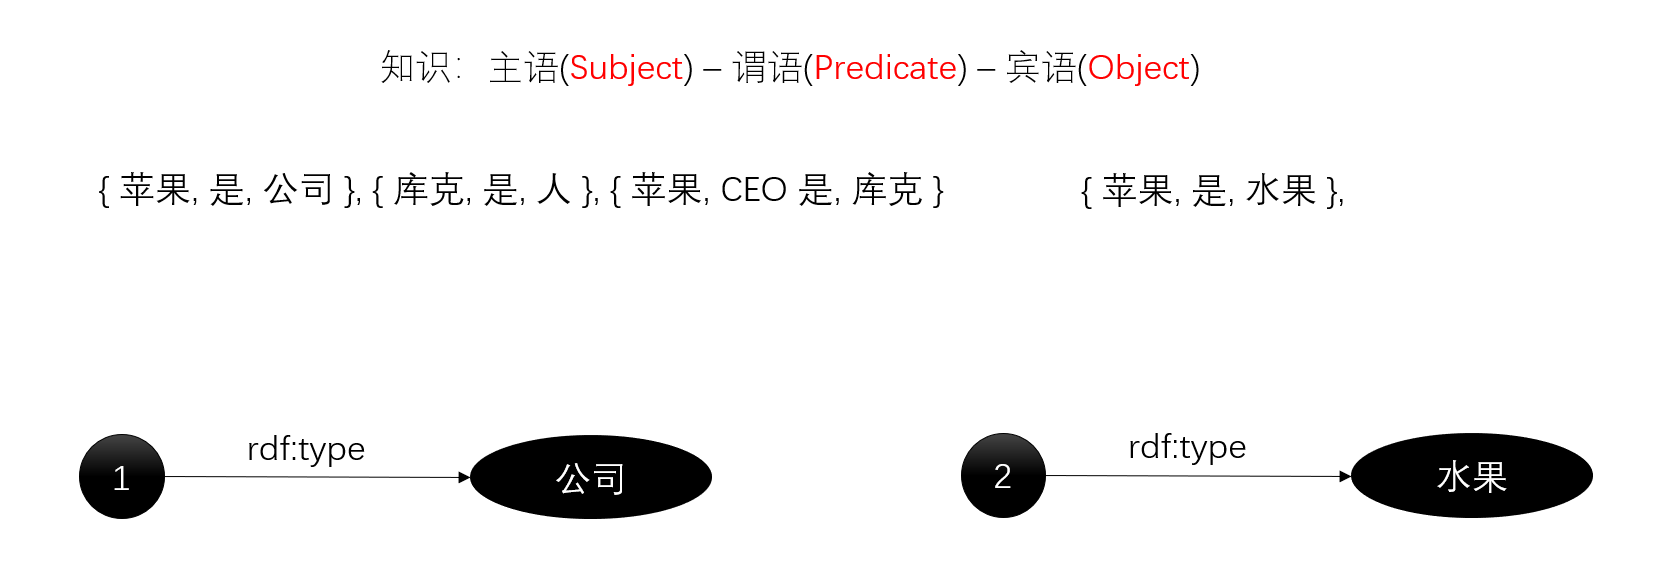 知识： 主语(Subject) – 谓语(Predicate) – 宾语(Object)
{ 苹果, 是, 公司 }, { 库克, 是, 人 }, { 苹果, CEO 是, 库克 }
{ 苹果, 是, 水果 },
rdf:type
1
公司
rdf:type
2
水果